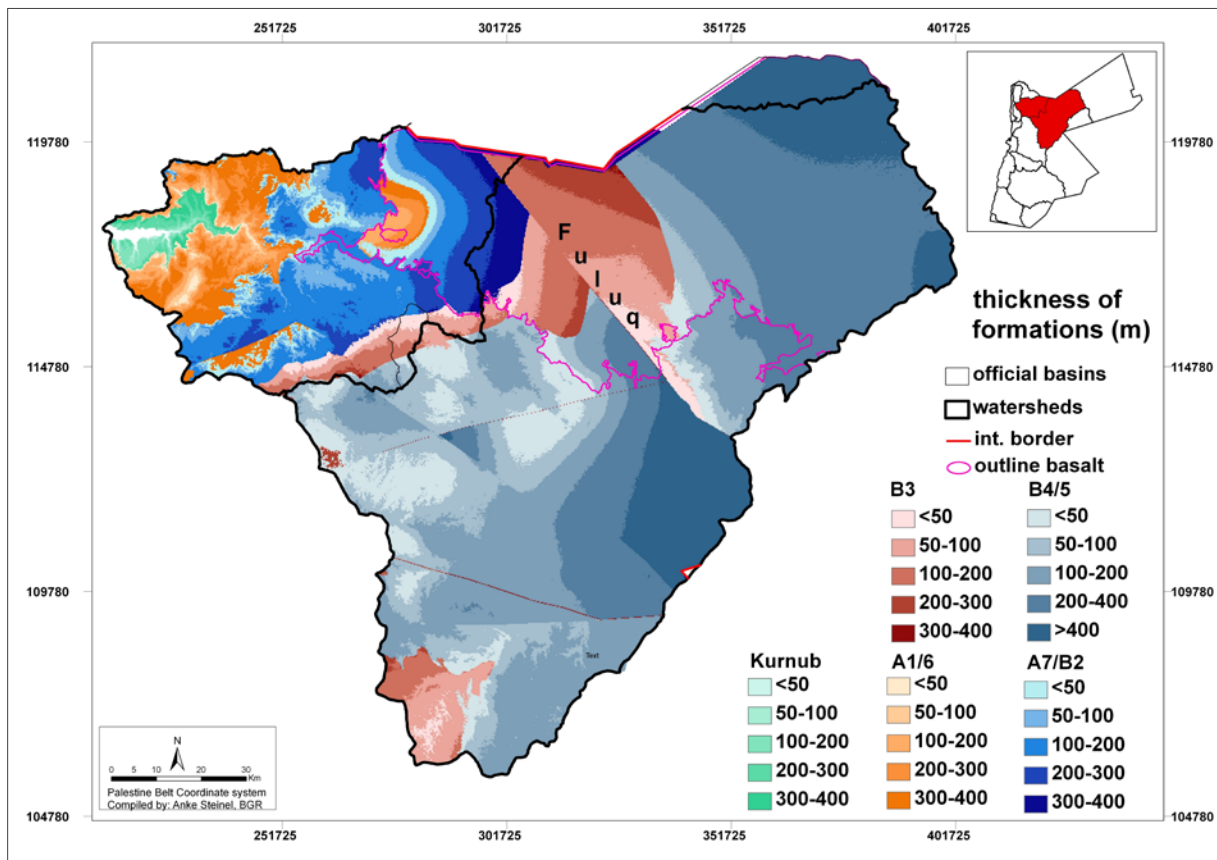 251725 301725 351725 401725
119780 119780
F
u
l
u
q
thickness of
formations (m)
official basins
114780 114780
watersheds
int. border
outline basalt
B3 B4/5
<50 <50
50-100 50-100
100-200 100-200
109780 109780
200-300 200-400
300-400 >400
Text
Kurnub A1/6 A7/B2
<50 <50 <50
50-100 50-100 50-100
100-200 100-200 100-200
200-300 200-300 200-300
300-400 300-400 300-400
N
0 5 10 20 30
Km
Palestine Belt Coordinate system
Compiled by: Anke Steinel, BGR
104780 104780
251725 301725 351725 401725